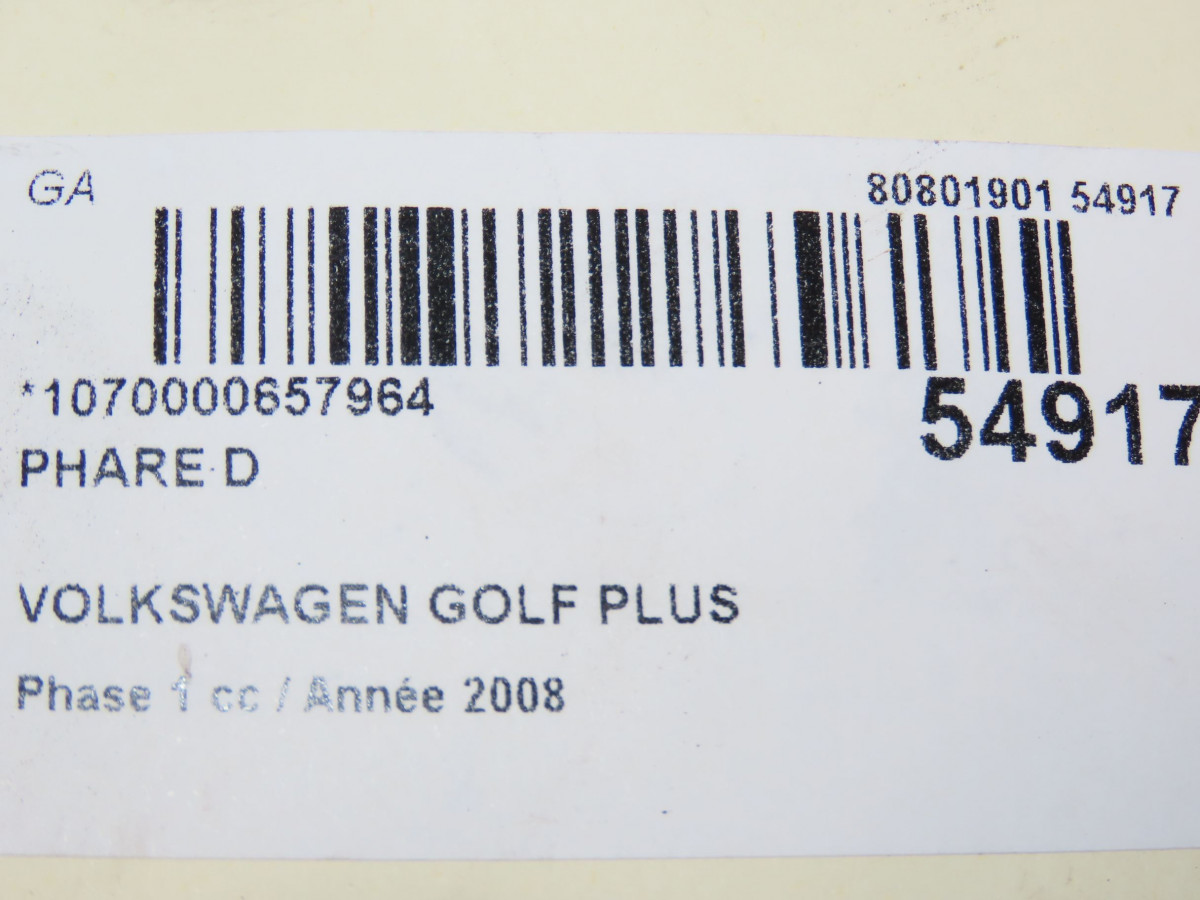 GA
80801901 54917
*1070000657964
54917
PHARE D
VOLKSWAGEN GOLF PLUS
Phase 1 cc / Année 2008